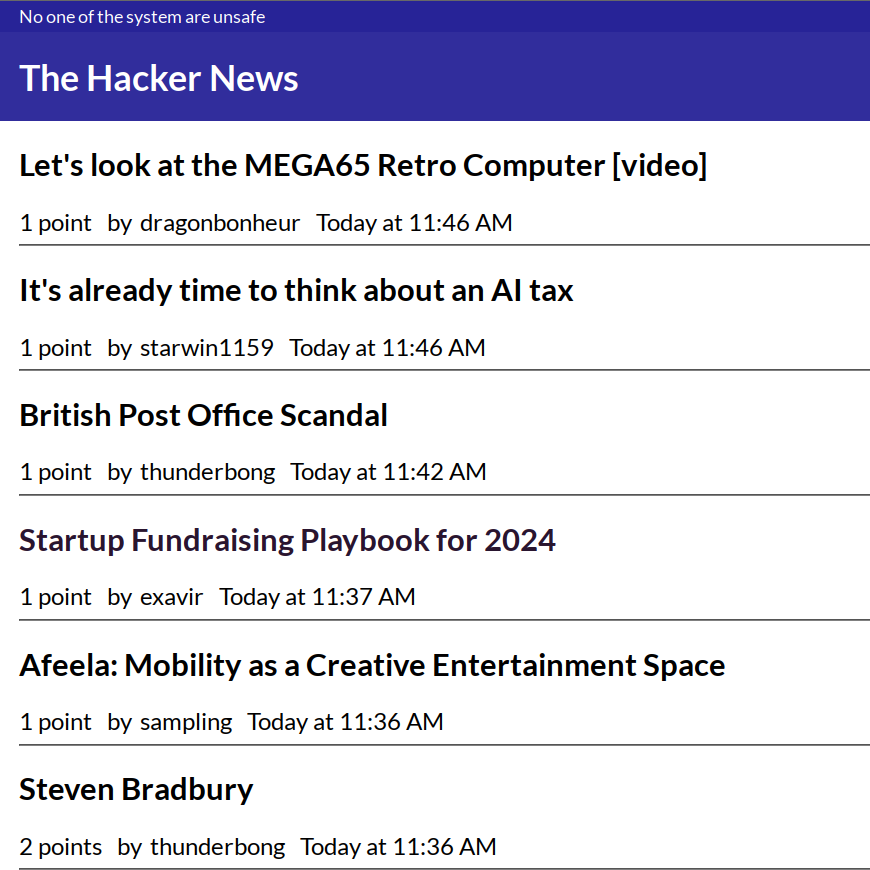 No one of the system are unsafe
The Hacker News
Let's look at the MEGA65 Retro Computer [video]
1 point by dragonbonheur Today at 11:46 AM
It's already time to think about an AI tax
1 point by starwin1159 Today at 11:46 AM
British Post Office Scandal
1 point by thunderbong Today at 11:42 AM
Startup Fundraising Playbook for 2024
1 point by exavir Today at 11:37 AM
Afeela: Mobility as a Creative Entertainment Space
1 point by sampling Today at 11:36 AM
Steven Bradbury
2 points by thunderbong Today at 11:36 AM